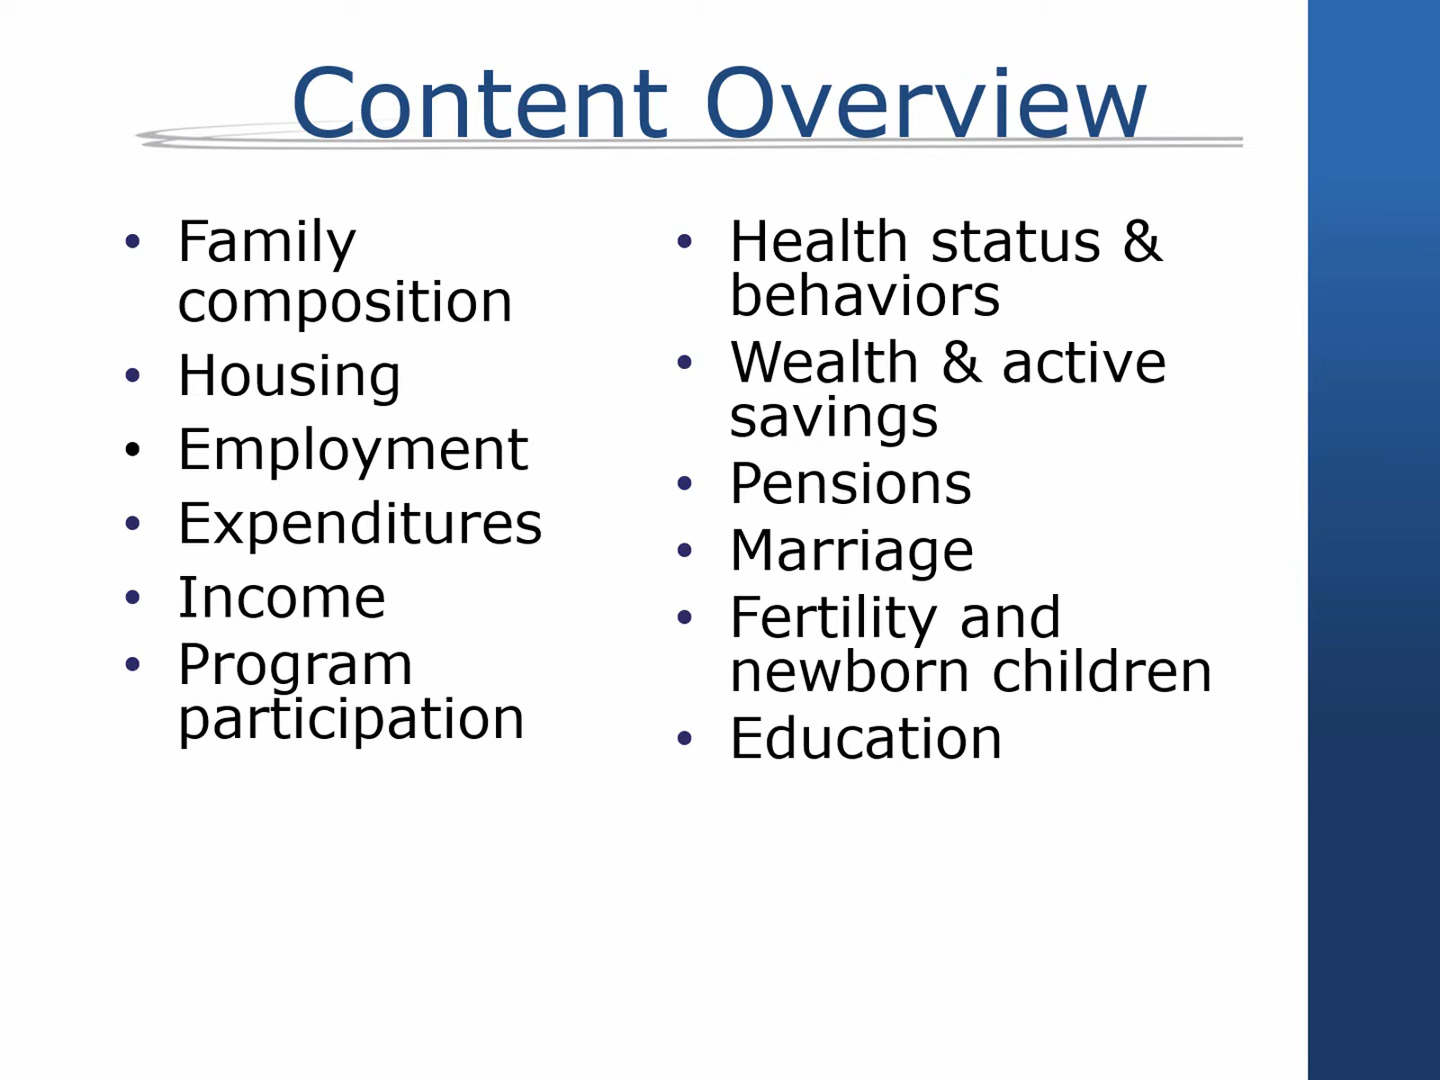 Content Overview
• Family
composition
• Housing
• Employment
• Expenditures
• Income
• Program
participation
• Health status &
behaviors
• Wealth & active
savings
• Pensions
• Marriage
• Fertility and
newborn children
• Education